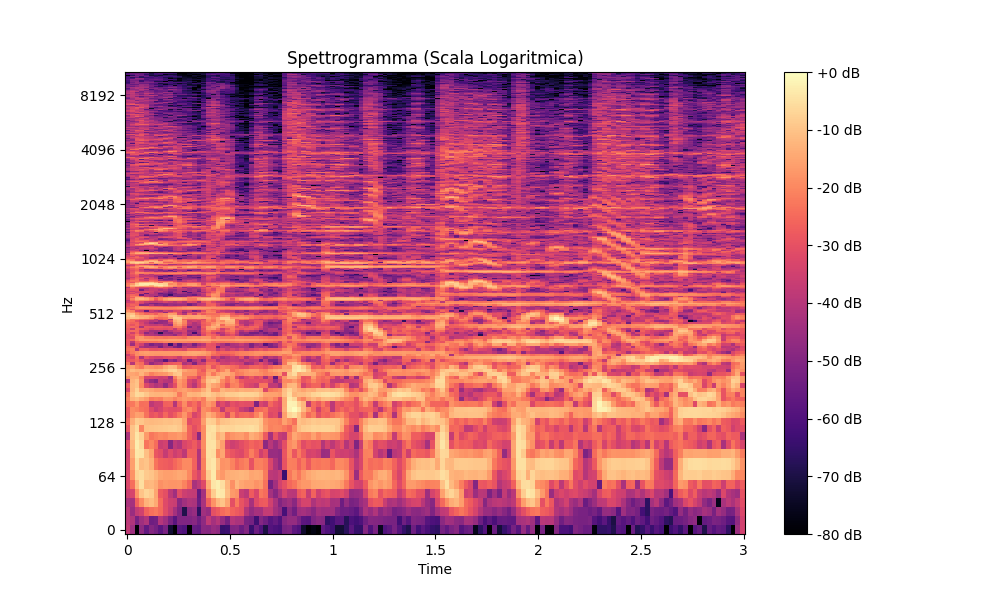 Spettrogramma (Scala Logaritmica)
8192
4096
2048
1024
512
256
128
64
0
Hz
0
0.5
1
1.5
2
2.5
3
Time
+0 dB
-10 dB
-20 dB
-30 dB
-40 dB
-50 dB
-60 dB
-70 dB
-80 dB